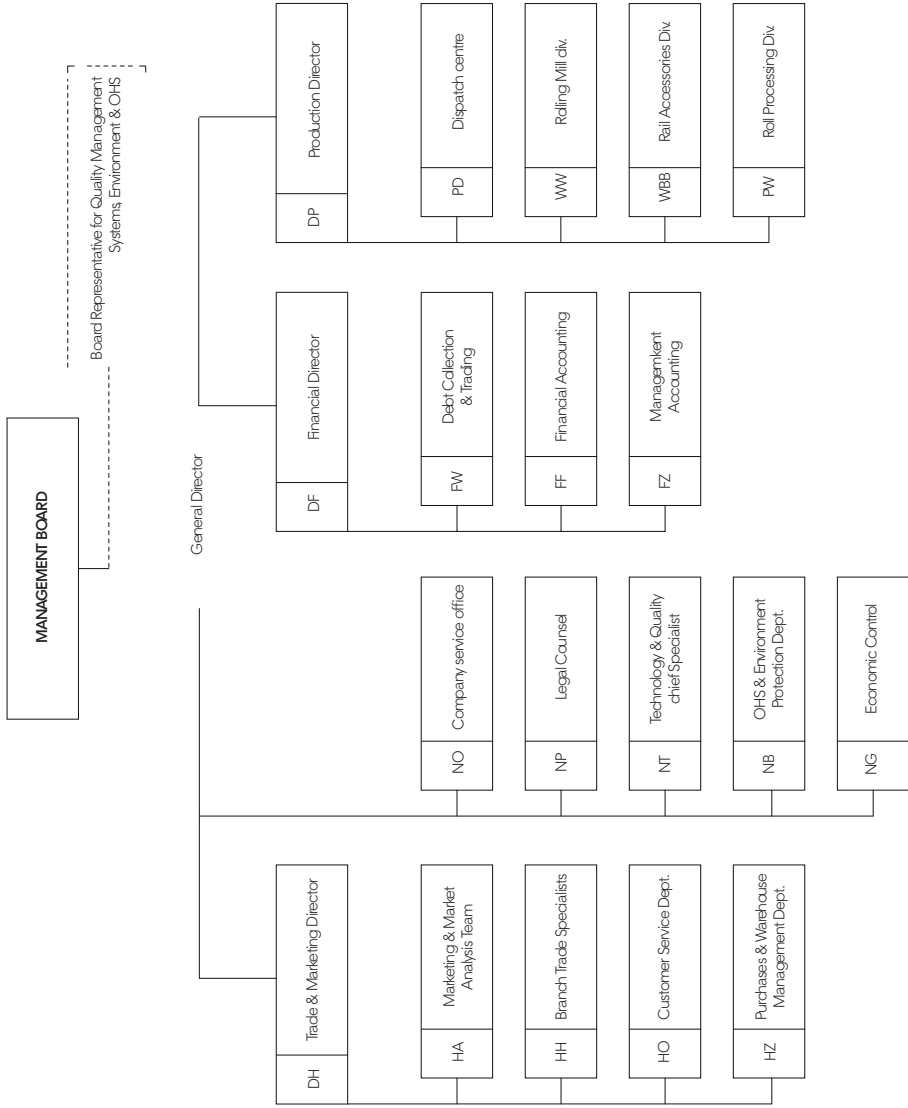 MANAGEMENT BOARD
Board Representative for Quality Management
Systems, Environment & OHS
General Director
DH
Trade & Marketing Director
HA
Marketing & Market
Analysis Team
HH
Branch Trade Specialists
HO
Customer Service Dept.
HZ
Purchases & Warehouse
Management Dept.
NO
Company service office
NP
Legal Counsel
NT
Technology & Quality
chief Specialist
NB
OHS & Environment
Protection Dept.
NG
Economic Control
DF
Financial Director
FW
Debt Collection
& Trading
FF
Financial Accounting
FZ
Managemkent
Accounting
DP
Production Director
PD
Dispatch centre
WW
Rolling Mill div.
WBB
Rail Accessories Div.
PW
Roll Processing Div.